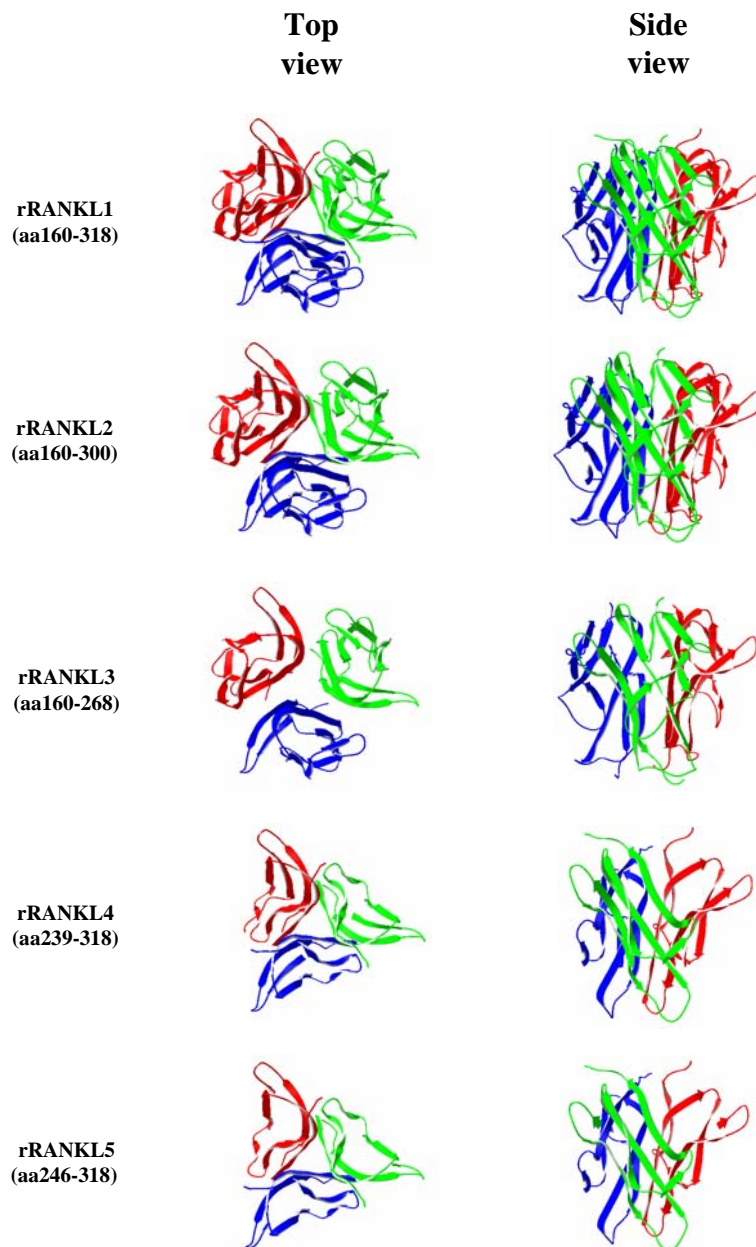 Top
view
Side
view
rRANKL1
(aa160-318)
rRANKL2
(aa160-300)
rRANKL3
(aa160-268)
rRANKL4
(aa239-318)
rRANKL5
(aa246-318)